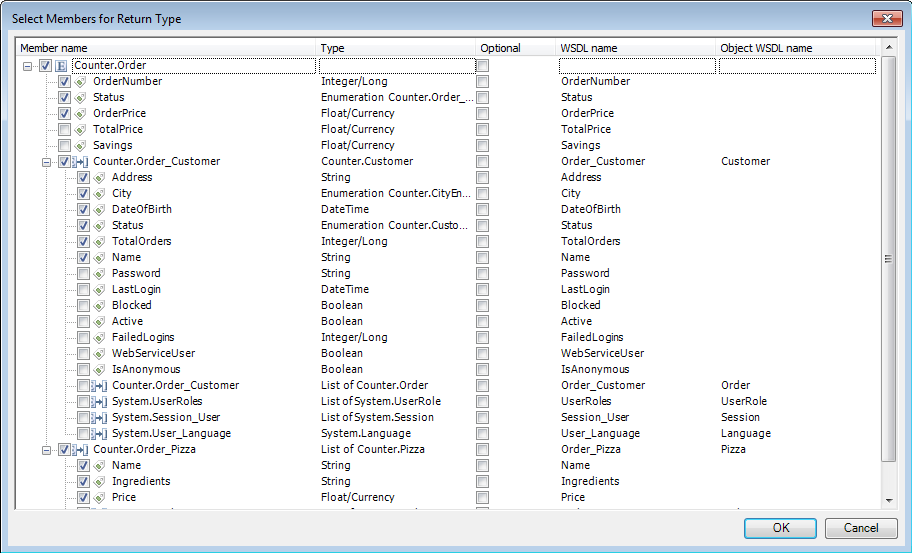 Select Members for Return Type
Member name Type Optional WSDL name Object WSDL name
E Counter.Order
OrderNumber Integer/Long OrderNumber
Status Enumeration Counter.Order_... Status
OrderPrice Float/Currency OrderPrice
TotalPrice Float/Currency TotalPrice
Savings Float/Currency Savings
Counter.Order_Customer Counter.Customer Order_Customer Customer
Address String Address
City Enumeration Counter.CityEn... City
DateOfBirth DateTime DateOfBirth
Status Enumeration Counter.Custo... Status
TotalOrders Integer/Long TotalOrders
Name String Name
Password String Password
LastLogin DateTime LastLogin
Blocked Boolean Blocked
Active Boolean Active
FailedLogins Integer/Long FailedLogins
WebServiceUser Boolean WebServiceUser
IsAnonymous Boolean IsAnonymous
Counter.Order_Customer List of Counter.Order Order_Customer Order
System.UserRoles List of System.UserRole UserRoles UserRole
System.Session_User List of System.Session Session_User Session
System.User_Language System.Language User_Language Language
Counter.Order_Pizza List of Counter.Pizza Order_Pizza Pizza
Name String Name
Ingredients String Ingredients
Price Float/Currency Price
OK Cancel